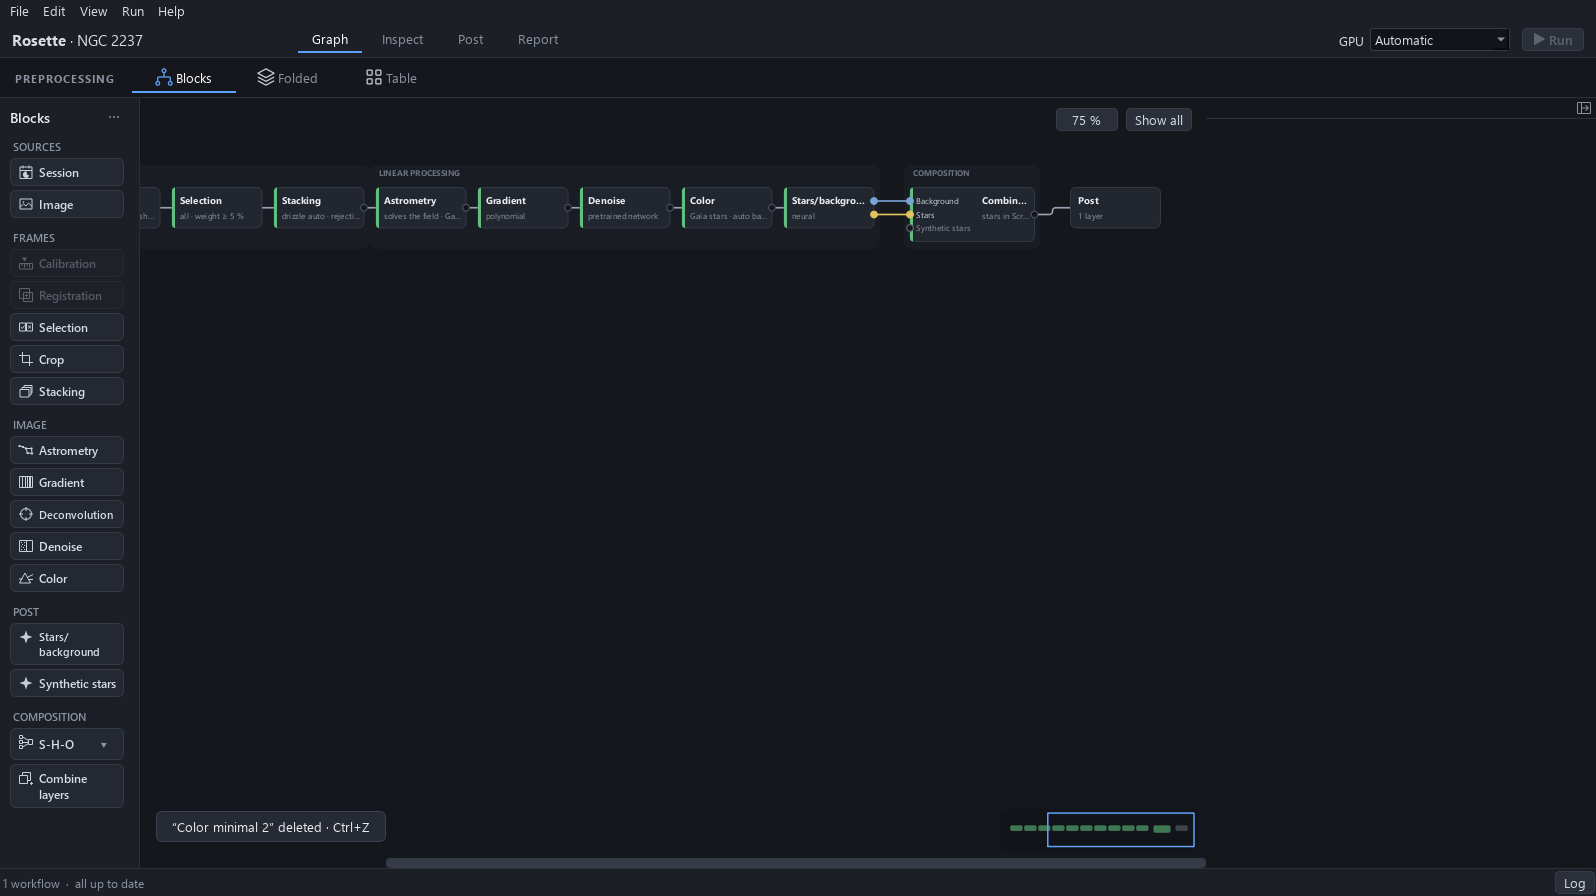 File Edit View Run Help
Rosette · NGC 2237
Graph Inspect Post Report
GPU Automatic Run
PREPROCESSING Blocks Folded Table
Blocks ···
75 % Show all
SOURCES
Session
Image
FRAMES
Calibration
Registration
Selection
Crop
Stacking
IMAGE
Astrometry
Gradient
Deconvolution
Denoise
Color
POST
Stars/
background
Synthetic stars
COMPOSITION
S-H-O
Combine
layers
LINEAR PROCESSING
COMPOSITION
sh...
Selection
all · weight ≥ 5 %
Stacking
drizzle auto · rejecti...
Astrometry
solves the field · Ga...
Gradient
polynomial
Denoise
pretrained network
Color
Gaia stars · auto ba...
Stars/backgro...
neural
Background
Stars
Synthetic stars
Combin...
stars in Scr...
Post
1 layer
“Color minimal 2” deleted · Ctrl+Z
1 workflow · all up to date
Log